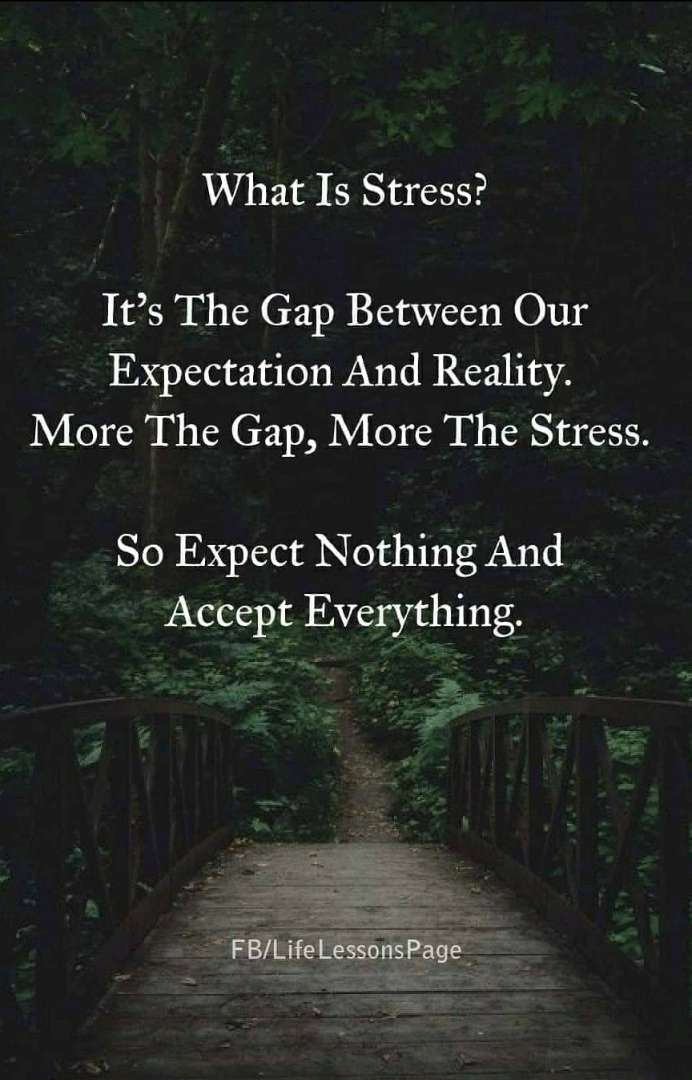 What Is Stress?
It’s The Gap Between Our
Expectation And Reality.
More The Gap, More The Stress.
So Expect Nothing And
Accept Everything.
FB/LifeLessonsPage